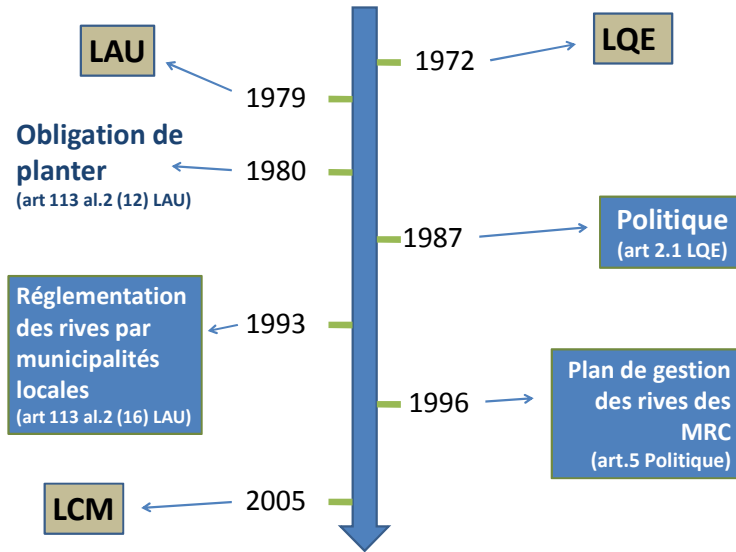 LQE
1972
LAU
1979
Obligation de
planter
(art 113 al.2 (12) LAU)
1980
Politique
(art 2.1 LQE)
1987
Réglementation
des rives par
municipalités
locales
(art 113 al.2 (16) LAU)
1993
Plan de gestion
des rives des
MRC
(art.5 Politique)
1996
LCM
2005